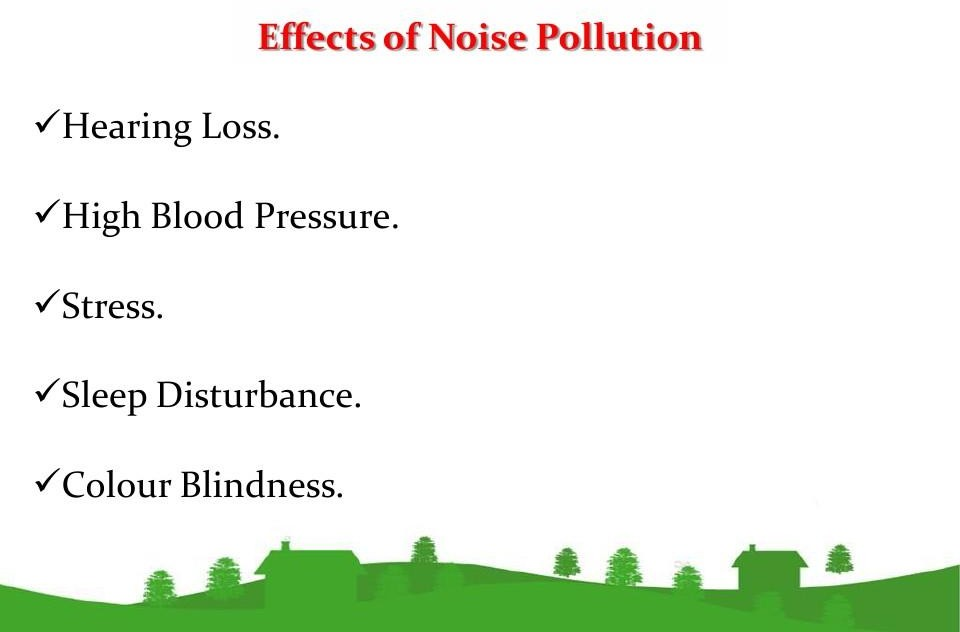 Effects of Noise Pollution
✓Hearing Loss.
✓High Blood Pressure.
✓Stress.
✓Sleep Disturbance.
✓Colour Blindness.